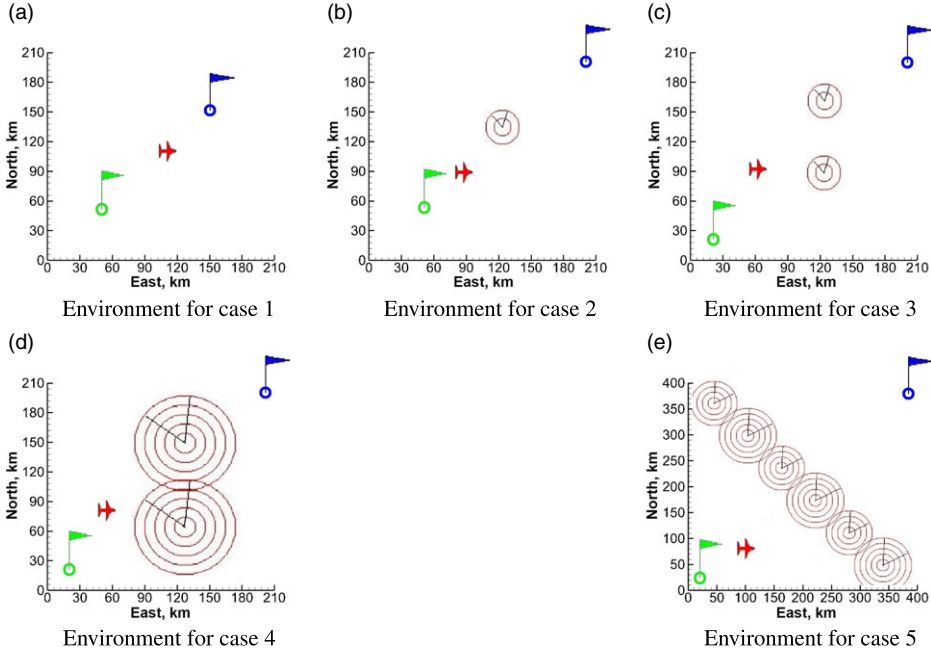 (a)
210
180
150
120
90
60
30
0
North, km
0 30 60 90 120 150 180 210
East, km
Environment for case 1
(b)
210
180
150
120
90
60
30
0
North, km
0 30 60 90 120 150 180 210
East, km
Environment for case 2
(c)
210
180
150
120
90
60
30
0
North, km
0 30 60 90 120 150 180 210
East, km
Environment for case 3
(d)
210
180
150
120
90
60
30
0
North, km
0 30 60 90 120 150 180 210
East, km
Environment for case 4
(e)
400
350
300
250
200
150
100
50
0
North, km
0 50 100 150 200 250 300 350 400
East, km
Environment for case 5